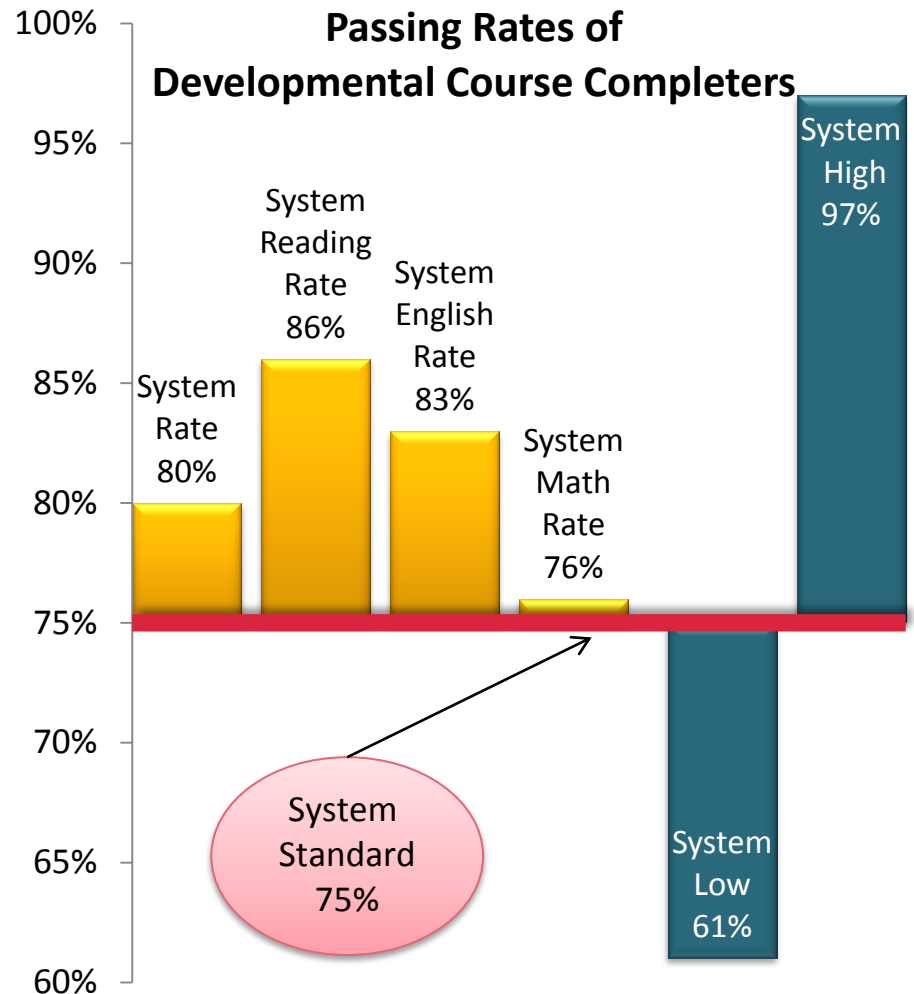 Passing Rates of
Developmental Course Completers
100%
95%
90%
85%
80%
75%
70%
65%
60%
System
Rate
80%
System
Reading
Rate
86%
System
English
Rate
83%
System
Math
Rate
76%
System
Low
61%
System
High
97%
System
Standard
75%